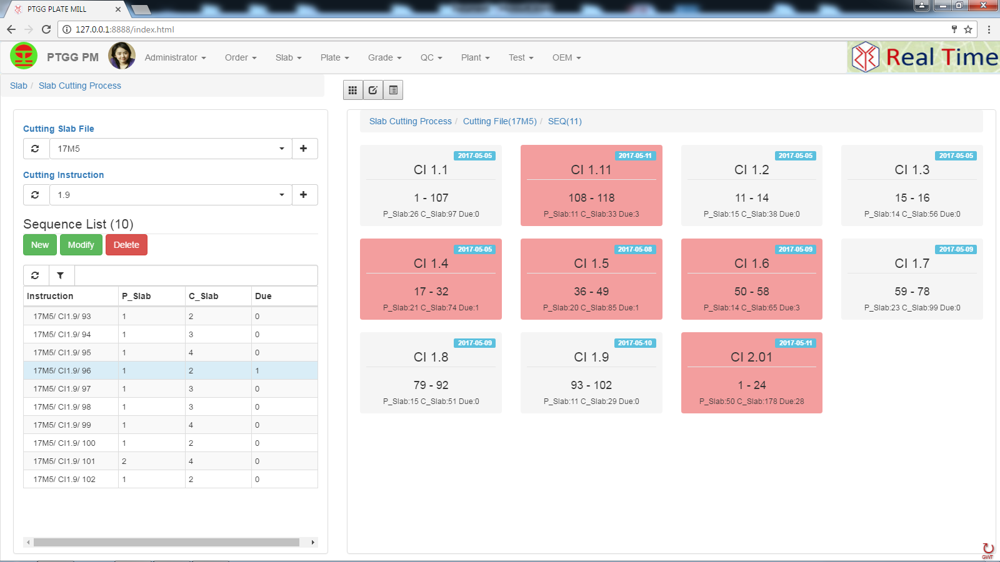 PTGG PLATE MILL
127.0.0.1:8888/index.html
PTGG PM
Administrator
Order
Slab
Plate
Grade
QC
Plant
Test
OEM
Real Time
Slab / Slab Cutting Process
Cutting Slab File
17M5
Cutting Instruction
1.9
Sequence List (10)
New Modify Delete
Instruction P_Slab C_Slab Due
17M5/ CI1.9/ 93 1 2 0
17M5/ CI1.9/ 94 1 3 0
17M5/ CI1.9/ 95 1 4 0
17M5/ CI1.9/ 96 1 2 1
17M5/ CI1.9/ 97 1 3 0
17M5/ CI1.9/ 98 1 3 0
17M5/ CI1.9/ 99 1 4 0
17M5/ CI1.9/ 100 1 2 0
17M5/ CI1.9/ 101 2 4 0
17M5/ CI1.9/ 102 1 2 0
Slab Cutting Process / Cutting File(17M5) / SEQ(11)
2017-05-05
CI 1.1
1 - 107
P_Slab:26 C_Slab:97 Due:0
2017-05-11
CI 1.11
108 - 118
P_Slab:11 C_Slab:33 Due:3
2017-05-05
CI 1.2
11 - 14
P_Slab:15 C_Slab:38 Due:0
2017-05-05
CI 1.3
15 - 16
P_Slab:14 C_Slab:56 Due:0
2017-05-05
CI 1.4
17 - 32
P_Slab:21 C_Slab:74 Due:1
2017-05-08
CI 1.5
36 - 49
P_Slab:20 C_Slab:85 Due:1
2017-05-09
CI 1.6
50 - 58
P_Slab:14 C_Slab:65 Due:3
2017-05-09
CI 1.7
59 - 78
P_Slab:23 C_Slab:99 Due:0
2017-05-09
CI 1.8
79 - 92
P_Slab:15 C_Slab:51 Due:0
2017-05-10
CI 1.9
93 - 102
P_Slab:11 C_Slab:29 Due:0
2017-05-11
CI 2.01
1 - 24
P_Slab:50 C_Slab:178 Due:28
GWT